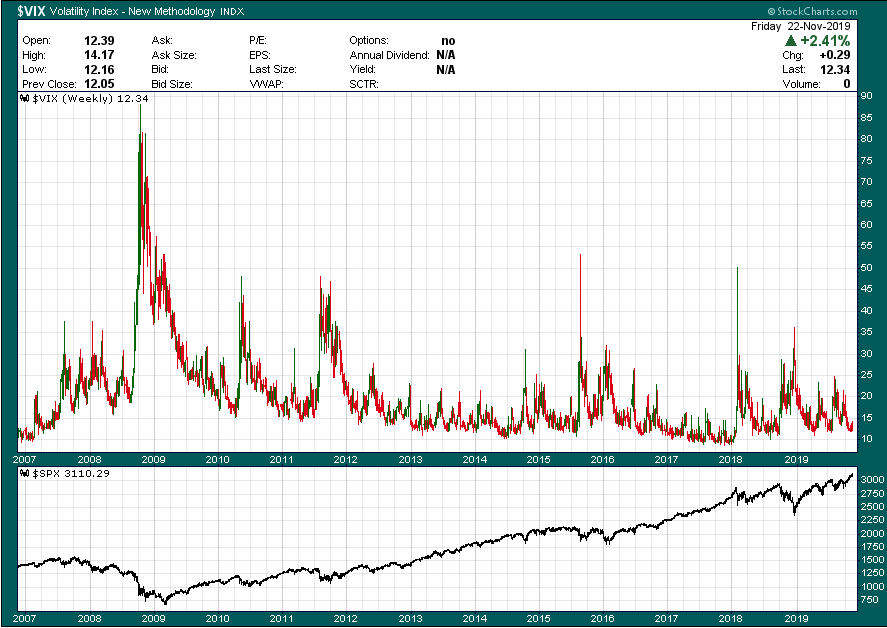 $VIX Volatility Index - New Methodology INDX © StockCharts.com
Friday 22-Nov-2019
Open: 12.39 Ask: P/E: Options: no ▲ +2.41%
High: 14.17 Ask Size: EPS: Annual Dividend: N/A Chg: +0.29
Low: 12.16 Bid: Last Size: Yield: N/A Last: 12.34
Prev Close: 12.05 Bid Size: VWAP: SCTR: Volume: 0
$VIX (Weekly) 12.34
90
85
80
75
70
65
60
55
50
45
40
35
30
25
20
15
10
2007 2008 2009 2010 2011 2012 2013 2014 2015 2016 2017 2018 2019
$SPX 3110.29
3000
2750
2500
2250
2000
1750
1500
1250
1000
750
2007 2008 2009 2010 2011 2012 2013 2014 2015 2016 2017 2018 2019